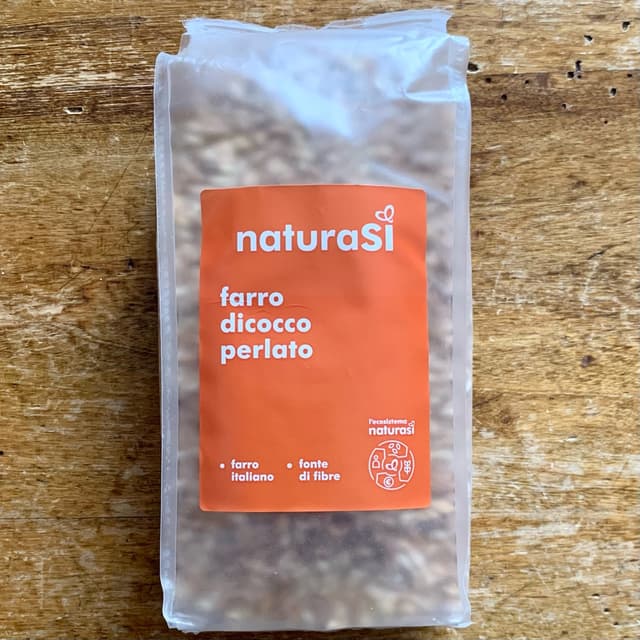 naturaSì
farro
dicocco
perlato
l'ecosistema
naturasì
• farro
italiano
• fonte
di fibre